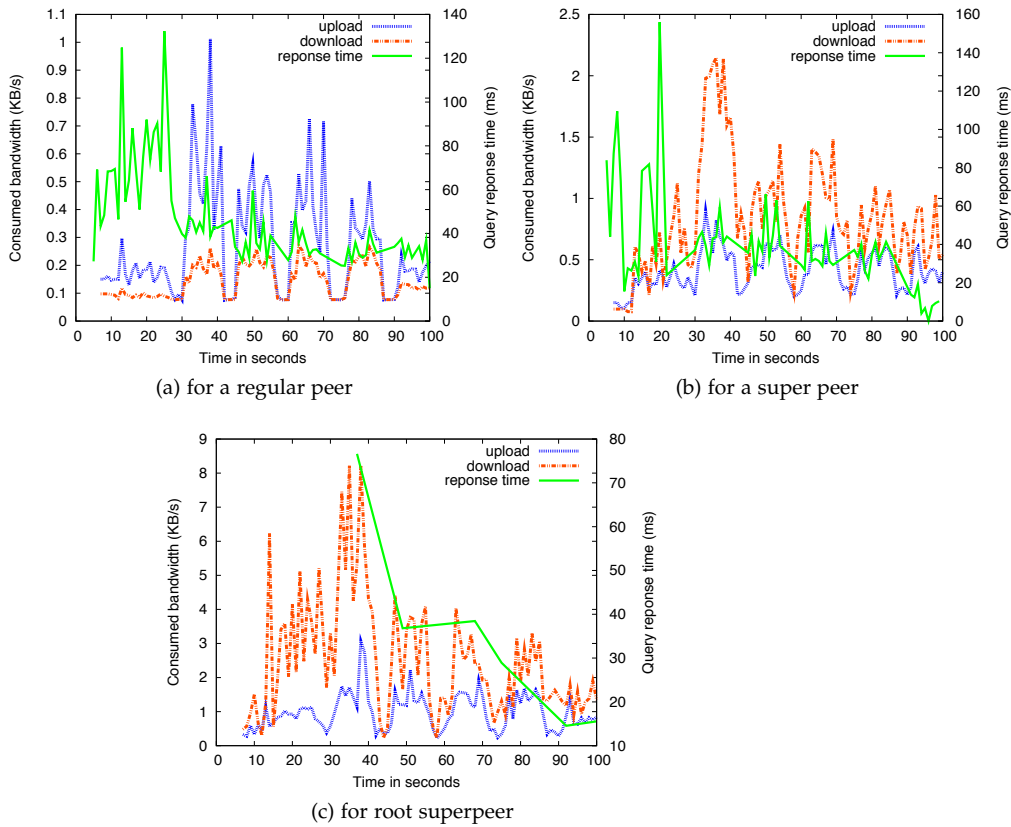 1.1
1
0.9
0.8
0.7
0.6
0.5
0.4
0.3
0.2
0.1
0
Consumed bandwidth (KB/s)
upload
download
reponse time
140
120
100
80
60
40
20
0
Query reponse time (ms)
0 10 20 30 40 50 60 70 80 90 100
Time in seconds
(a) for a regular peer
2.5
2
1.5
1
0.5
0
Consumed bandwidth (KB/s)
upload
download
reponse time
160
140
120
100
80
60
40
20
0
Query reponse time (ms)
0 10 20 30 40 50 60 70 80 90 100
Time in seconds
(b) for a super peer
9
8
7
6
5
4
3
2
1
0
Consumed bandwidth (KB/s)
upload
download
reponse time
80
70
60
50
40
30
20
10
Query reponse time (ms)
0 10 20 30 40 50 60 70 80 90 100
Time in seconds
(c) for root superpeer